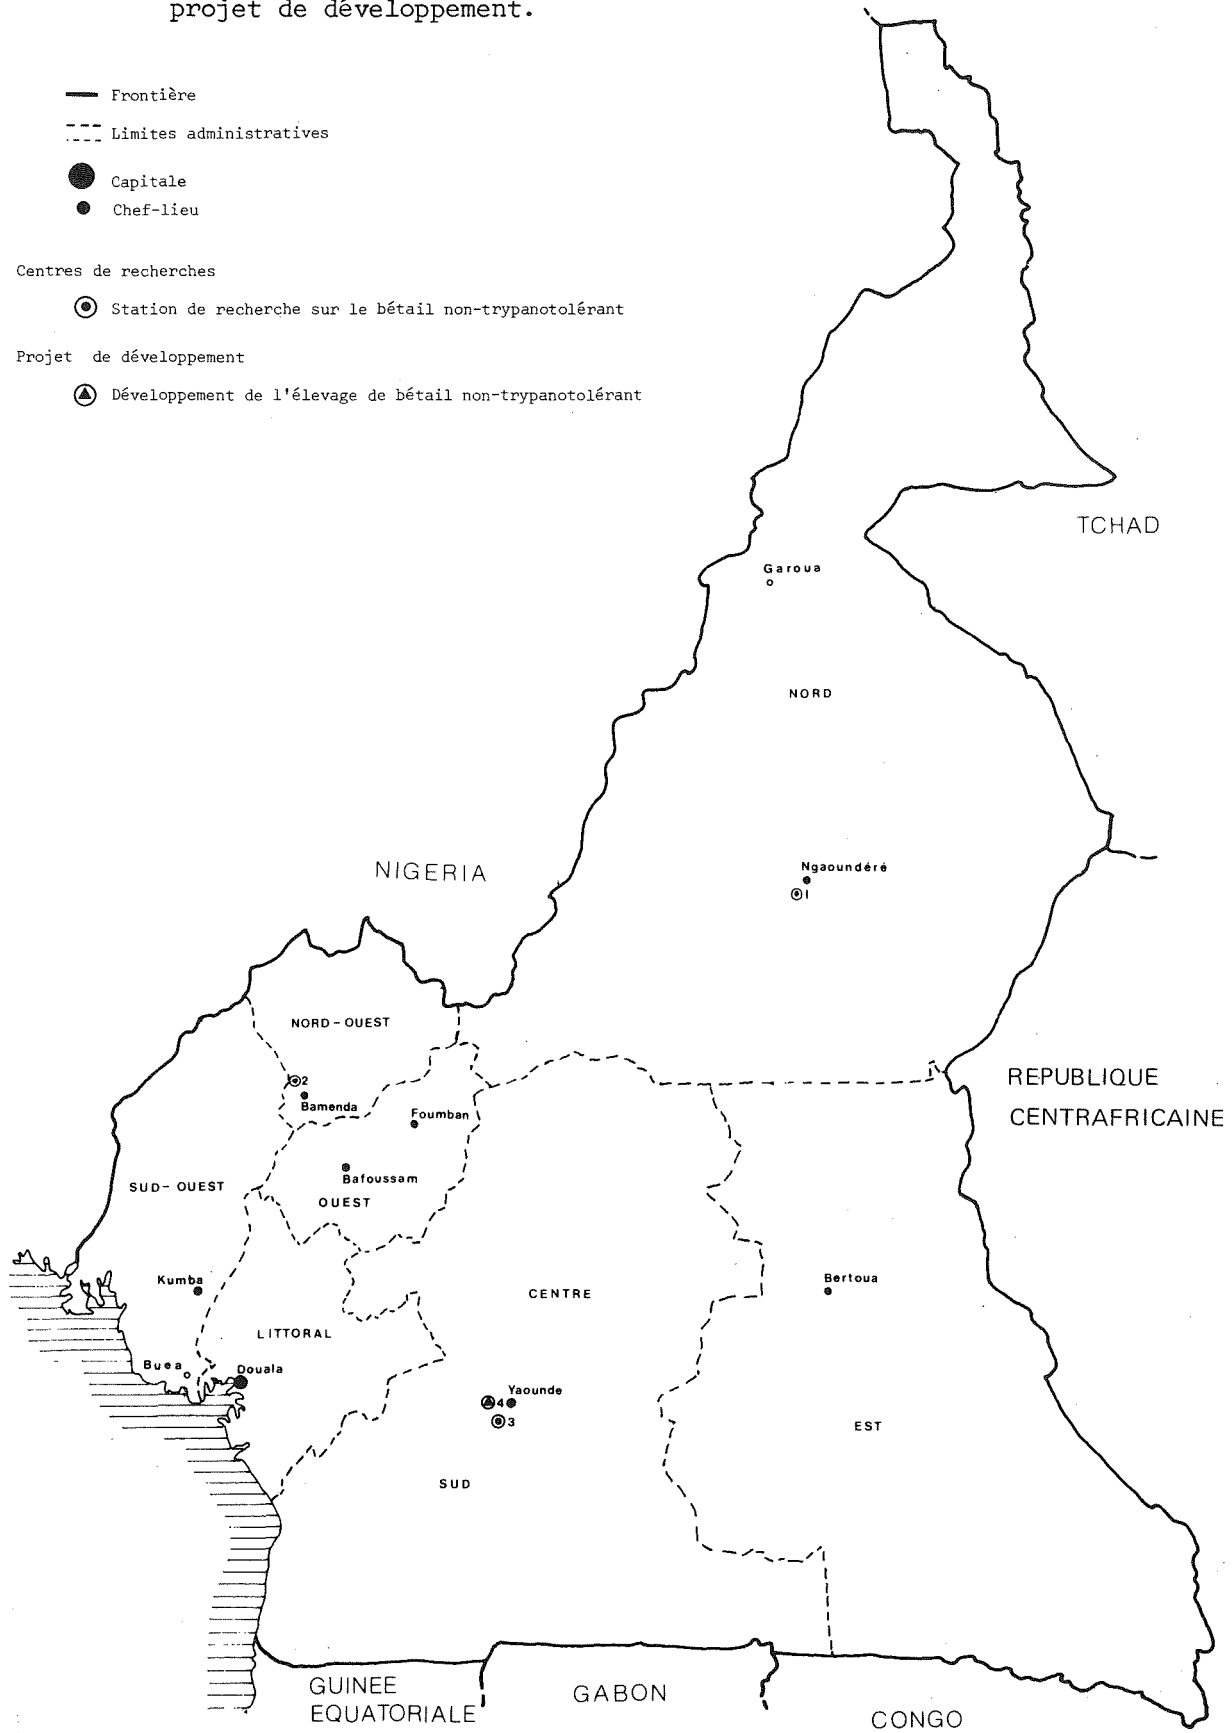 projet de développement.
Frontière
Limites administratives
Capitale
Chef-lieu
Centres de recherches
Station de recherche sur le bétail non-trypanotolérant
Projet de développement
Développement de l'élevage de bétail non-trypanotolérant
TCHAD
Garoua
NORD
Ngaoundéré
1
NIGERIA
NORD-OUEST
2
Bamenda
Foumban
REPUBLIQUE
CENTRAFRICAINE
Bafoussam
SUD-OUEST
OUEST
Kumba
Bertoua
CENTRE
LITTORAL
Buea
Douala
Yaounde
4
3
EST
SUD
GUINEE
EQUATORIALE
GABON
CONGO